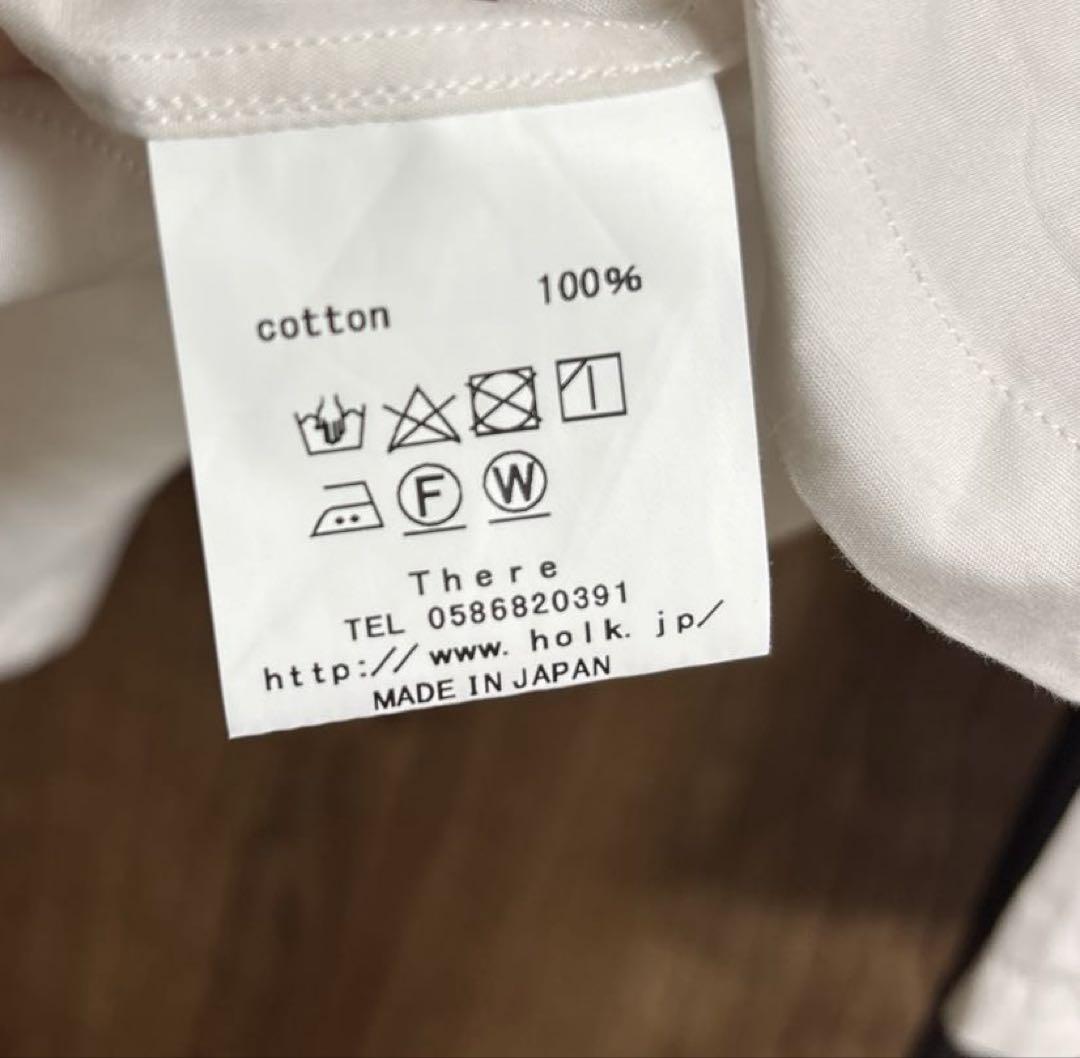 cotton 100%
F W
There
TEL 0586820391
http://www.holk.jp/
MADE IN JAPAN